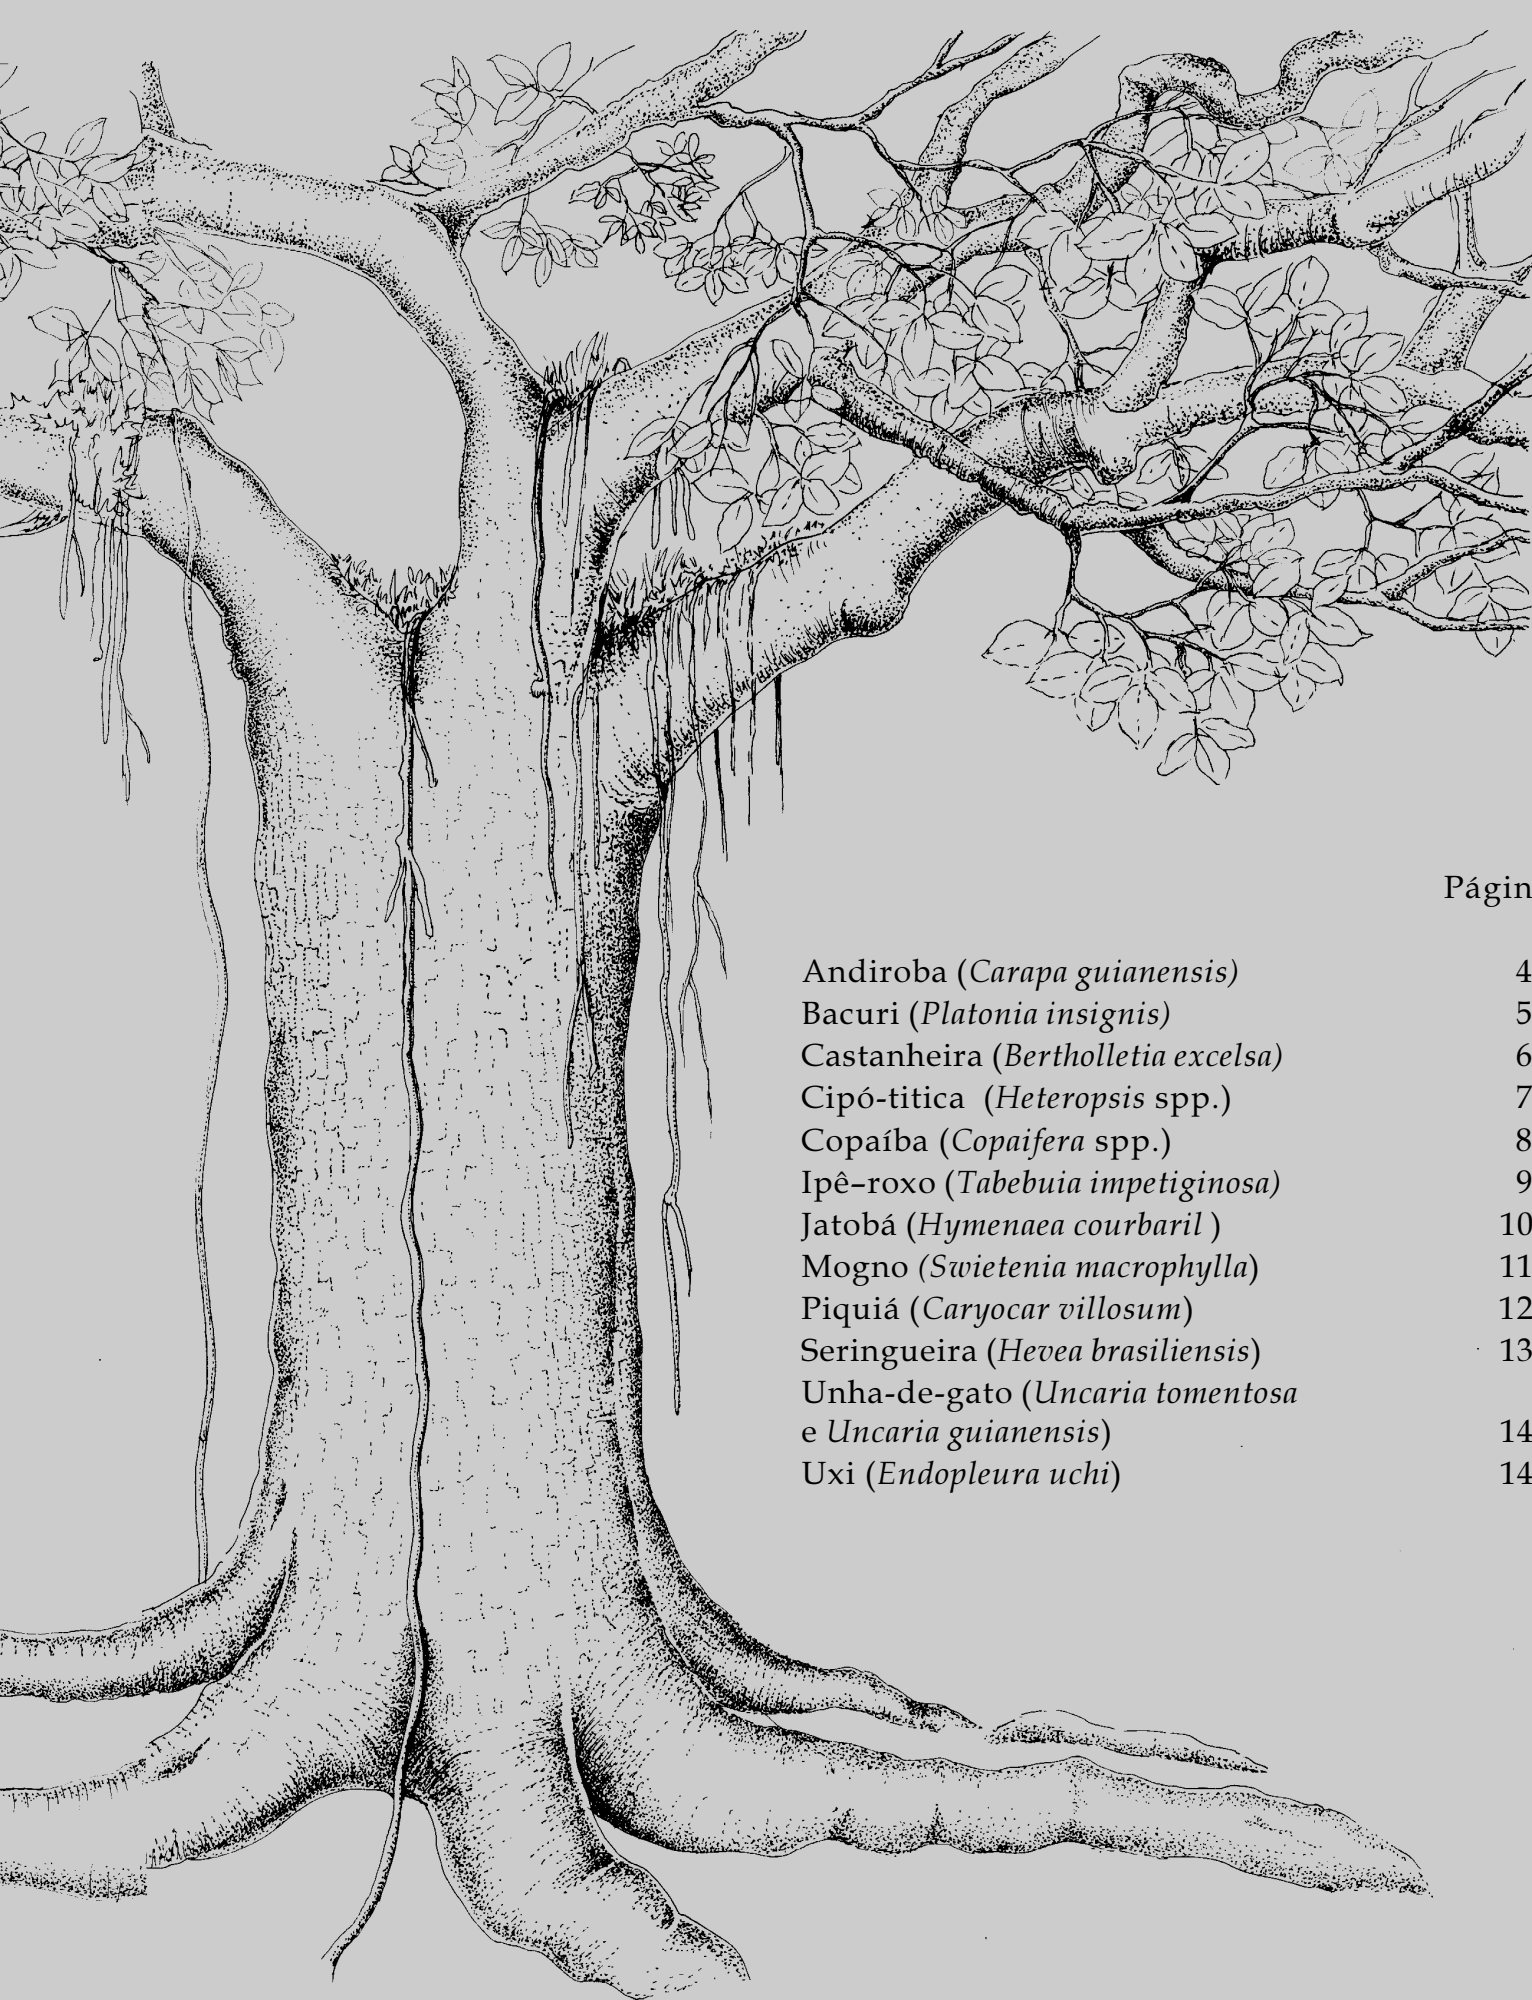 Págin
Andiroba (Carapa guianensis) 4
Bacuri (Platonia insignis) 5
Castanheira (Bertholletia excelsa) 6
Cipó-titica (Heteropsis spp.) 7
Copaíba (Copaifera spp.) 8
Ipê–roxo (Tabebuia impetiginosa) 9
Jatobá (Hymenaea courbaril ) 10
Mogno (Swietenia macrophylla) 11
Piquiá (Caryocar villosum) 12
Seringueira (Hevea brasiliensis) 13
Unha-de-gato (Uncaria tomentosa
e Uncaria guianensis) 14
Uxi (Endopleura uchi) 14